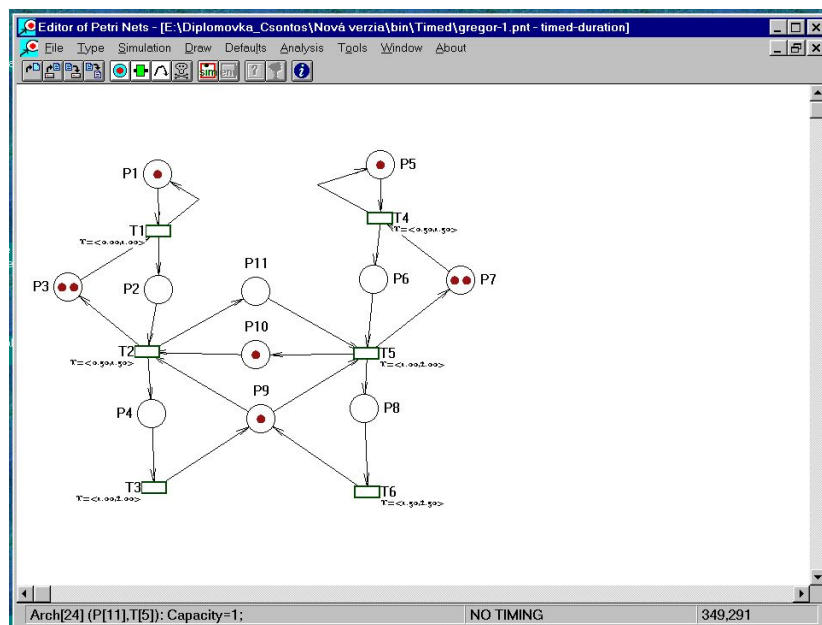 Editor of Petri Nets - [E:\Diplomovka_Csontos\Nová verzia\bin\Timed\gregor-1.pnt - timed-duration]
File Type Simulation Draw Defaults Analysis Tools Window About
sim
P1
P5
T1
T4
P3
P2
P11
P6
P7
P10
T2
T5
P9
P4
P8
T3
T6
Arch[24] (P[11],T[5]): Capacity=1; NO TIMING 349,291